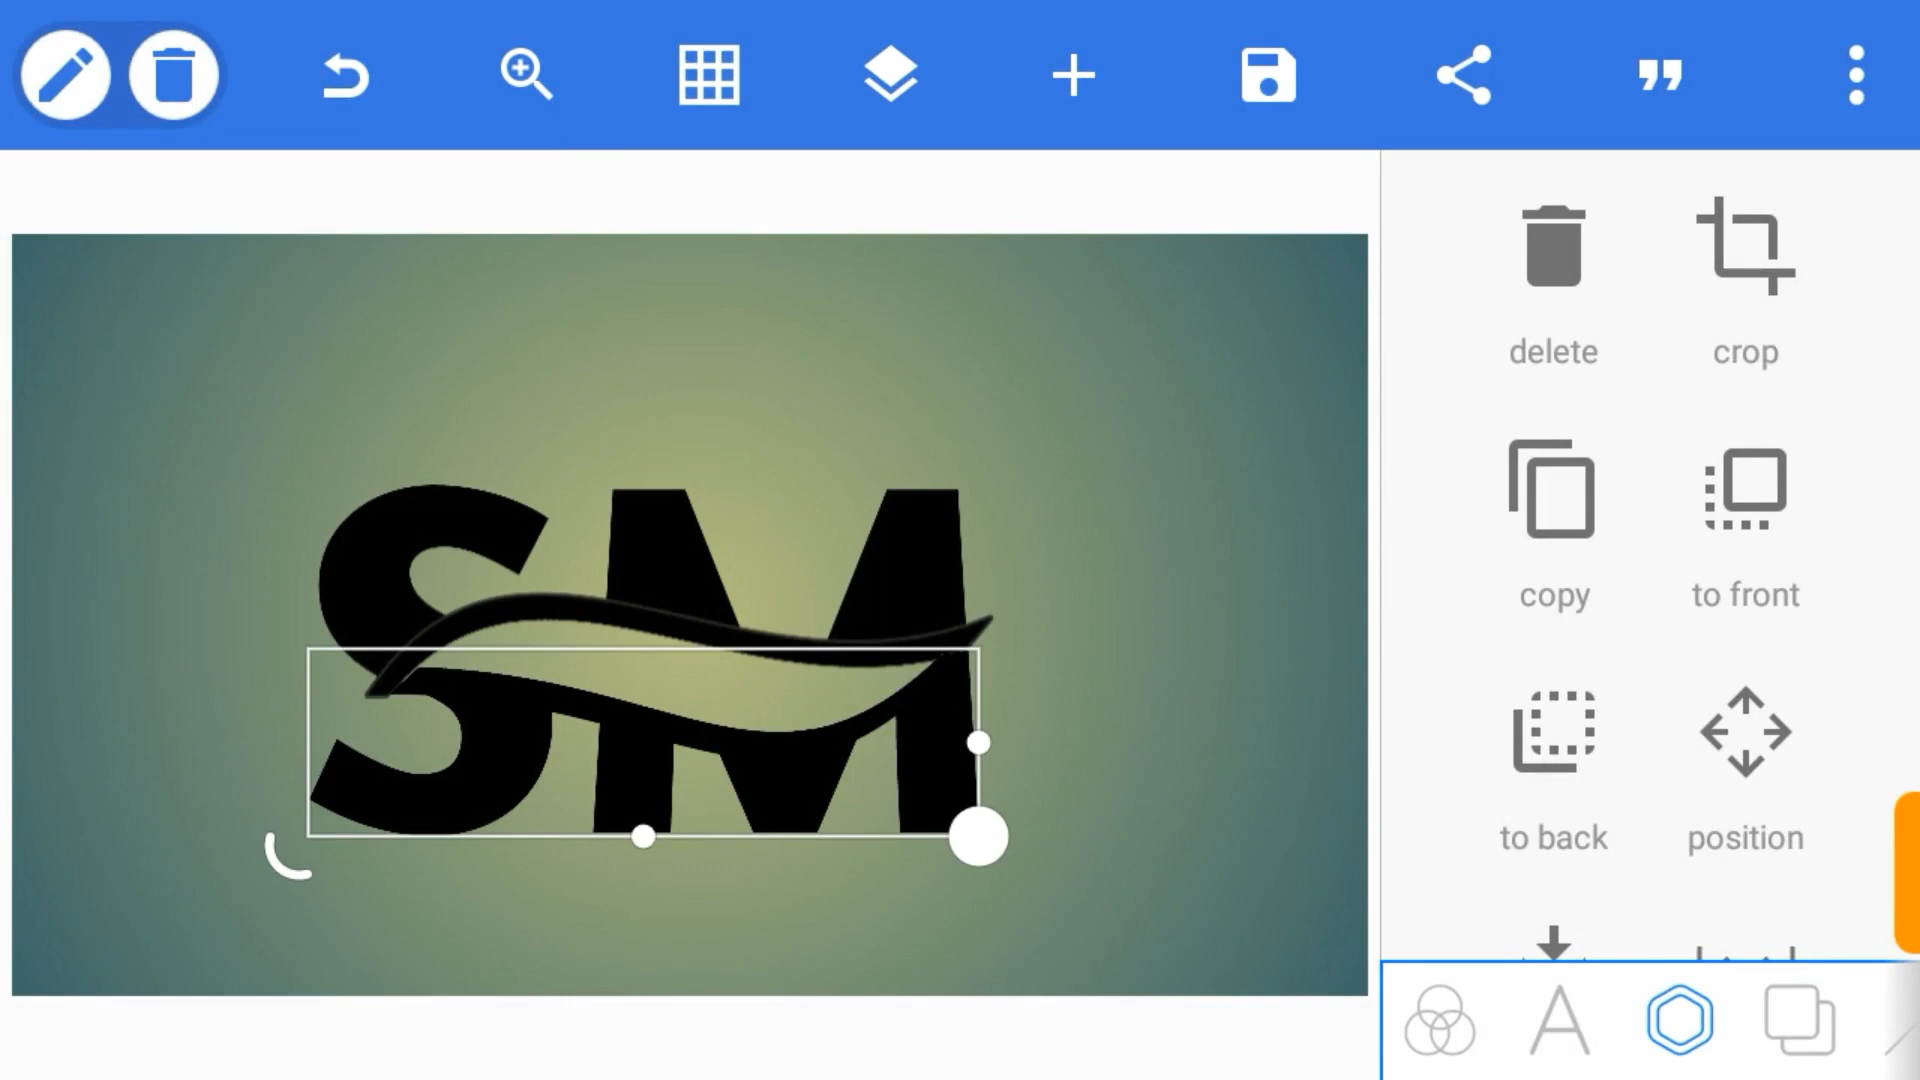 SM
delete
crop
copy
to front
to back
position